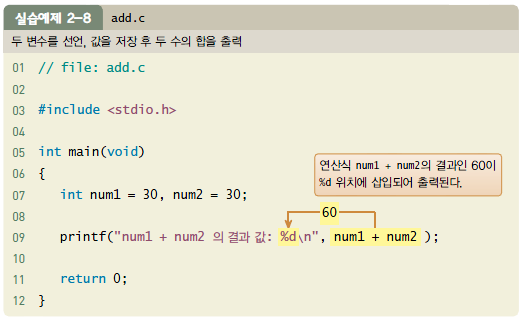 실습예제 2-8 add.c
두 변수를 선언, 값을 저장 후 두 수의 합을 출력
01 // file: add.c
02
03 #include <stdio.h>
04
05 int main(void)
06 {
연산식 num1 + num2의 결과인 60이
%d 위치에 삽입되어 출력된다.
07 int num1 = 30, num2 = 30;
08
60
09 printf("num1 + num2 의 결과 값: %d\n", num1 + num2 );
10
11 return 0;
12 }